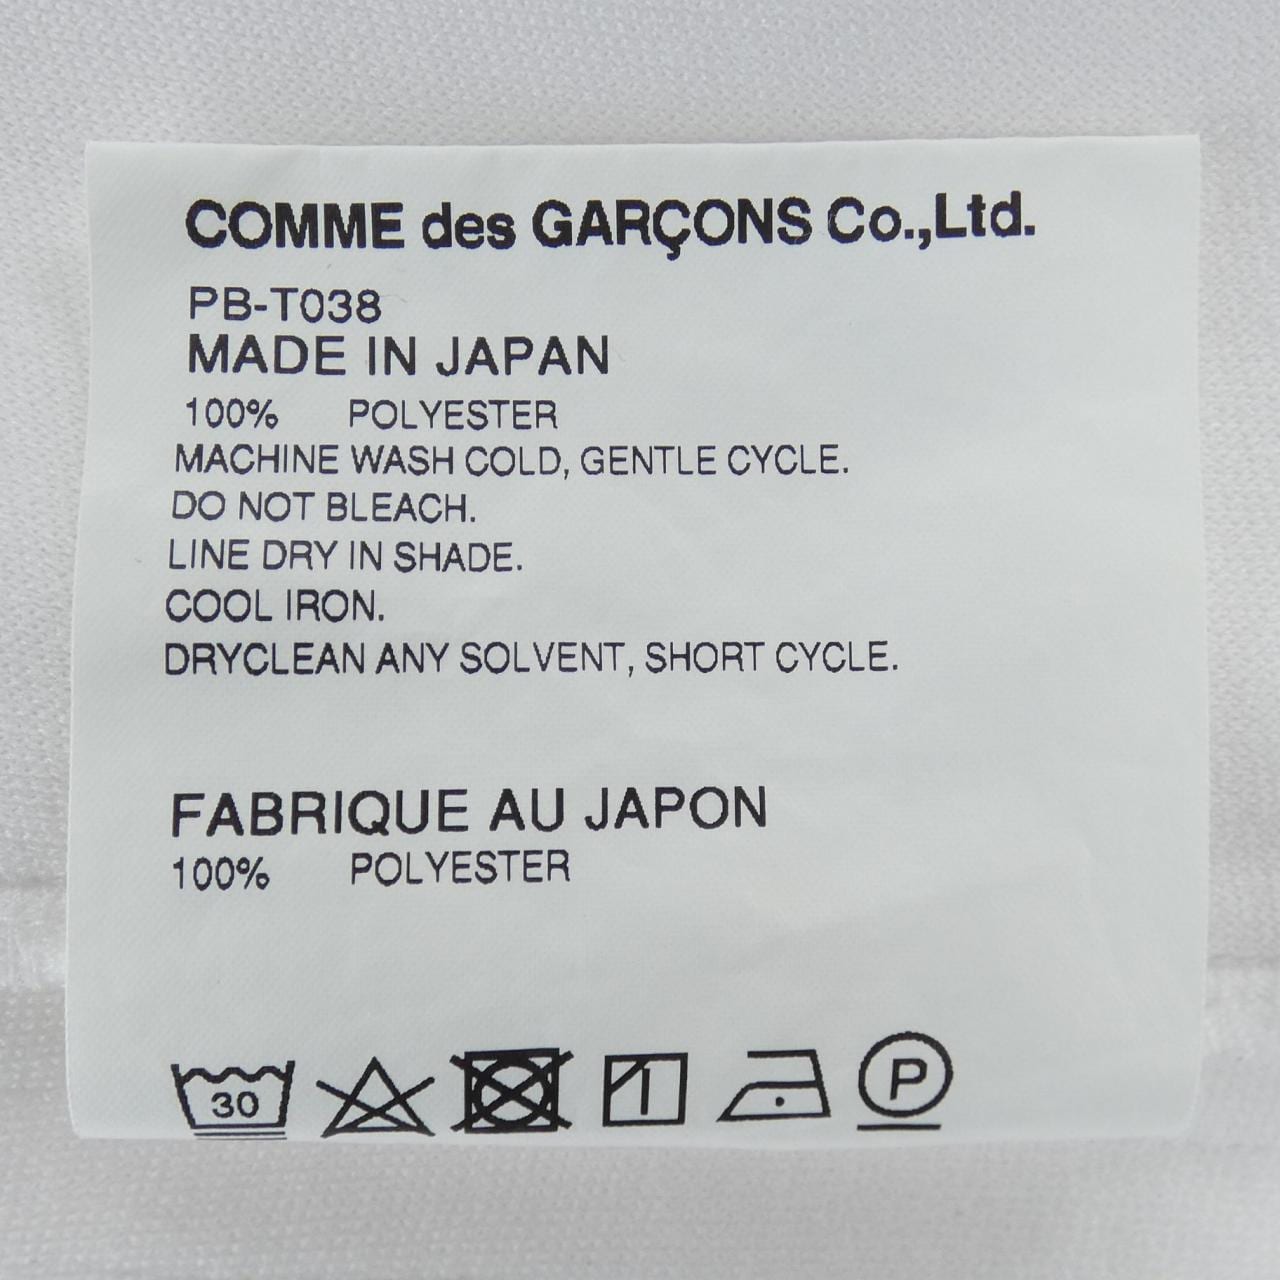 COMME des GARÇONS Co.,Ltd.
PB-T038
MADE IN JAPAN
100% POLYESTER
MACHINE WASH COLD, GENTLE CYCLE.
DO NOT BLEACH.
LINE DRY IN SHADE.
COOL IRON.
DRYCLEAN ANY SOLVENT, SHORT CYCLE.
FABRIQUE AU JAPON
100% POLYESTER
30 P